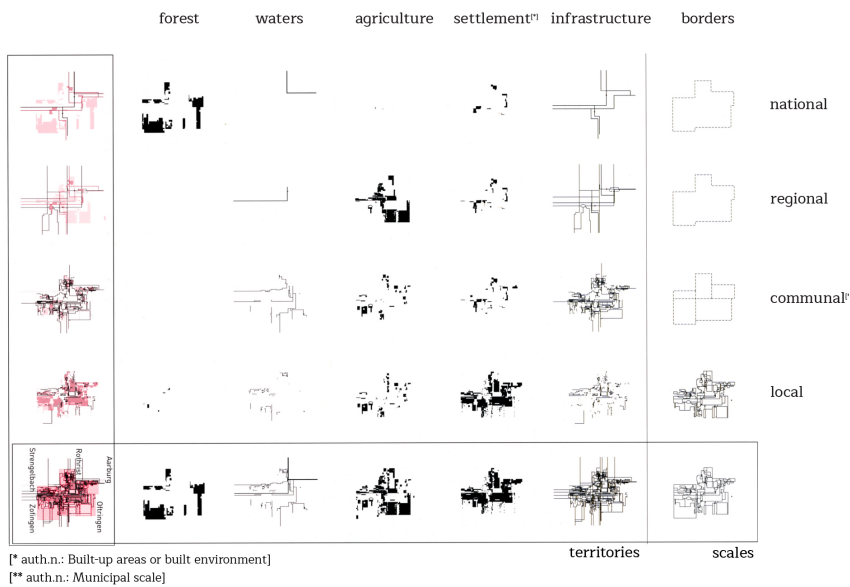 forest waters agriculture settlement[*] infrastructure borders
national
regional
communal[*
local
Aarburg
Rothrist
Strengelbach
Oftringen
Zofingen
territories scales
[* auth.n.: Built-up areas or built environment]
[** auth.n.: Municipal scale]